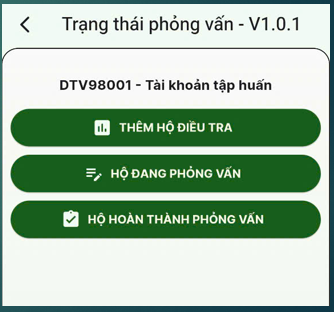 Trạng thái phỏng vấn - V1.0.1
DTV98001 - Tài khoản tập huấn
THÊM HỘ ĐIỀU TRA
HỘ ĐANG PHỎNG VẤN
HỘ HOÀN THÀNH PHỎNG VẤN